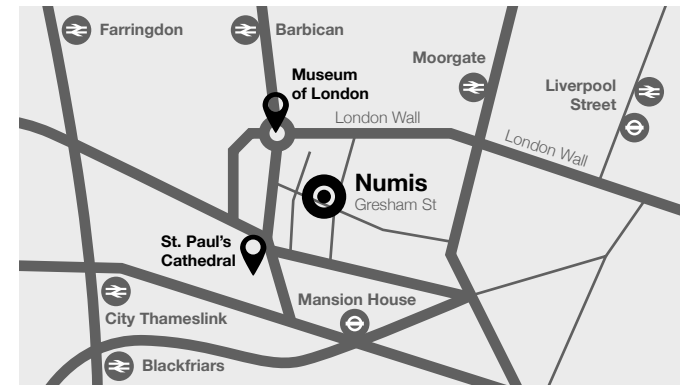 Farringdon
Barbican
Moorgate
Museum
of London
Liverpool
Street
London Wall
London Wall
Numis
Gresham St
St. Paul's
Cathedral
Mansion House
City Thameslink
Blackfriars